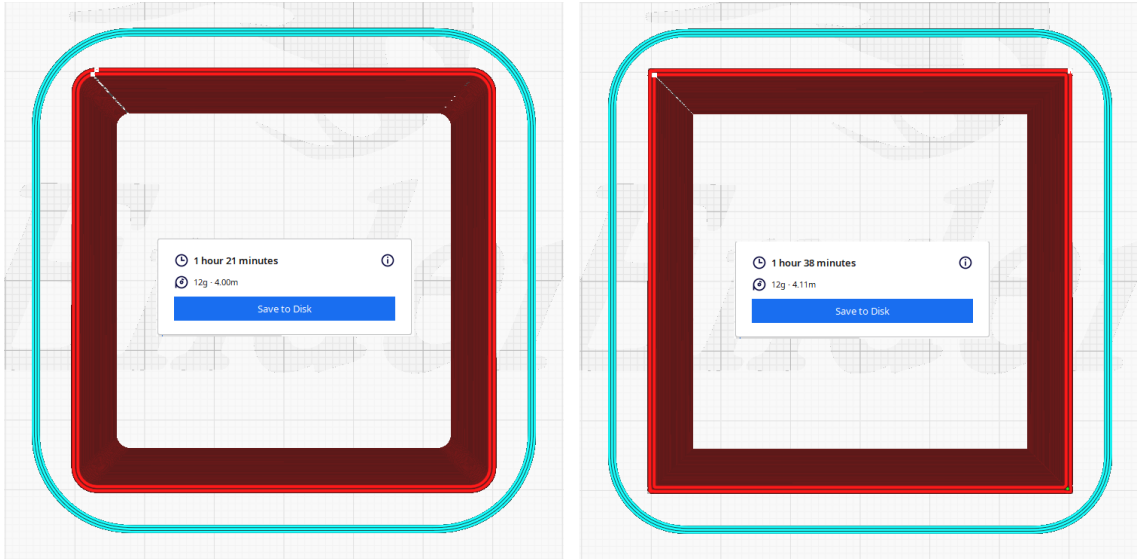 1 hour 21 minutes
12g · 4.00m
Save to Disk
1 hour 38 minutes
12g · 4.11m
Save to Disk